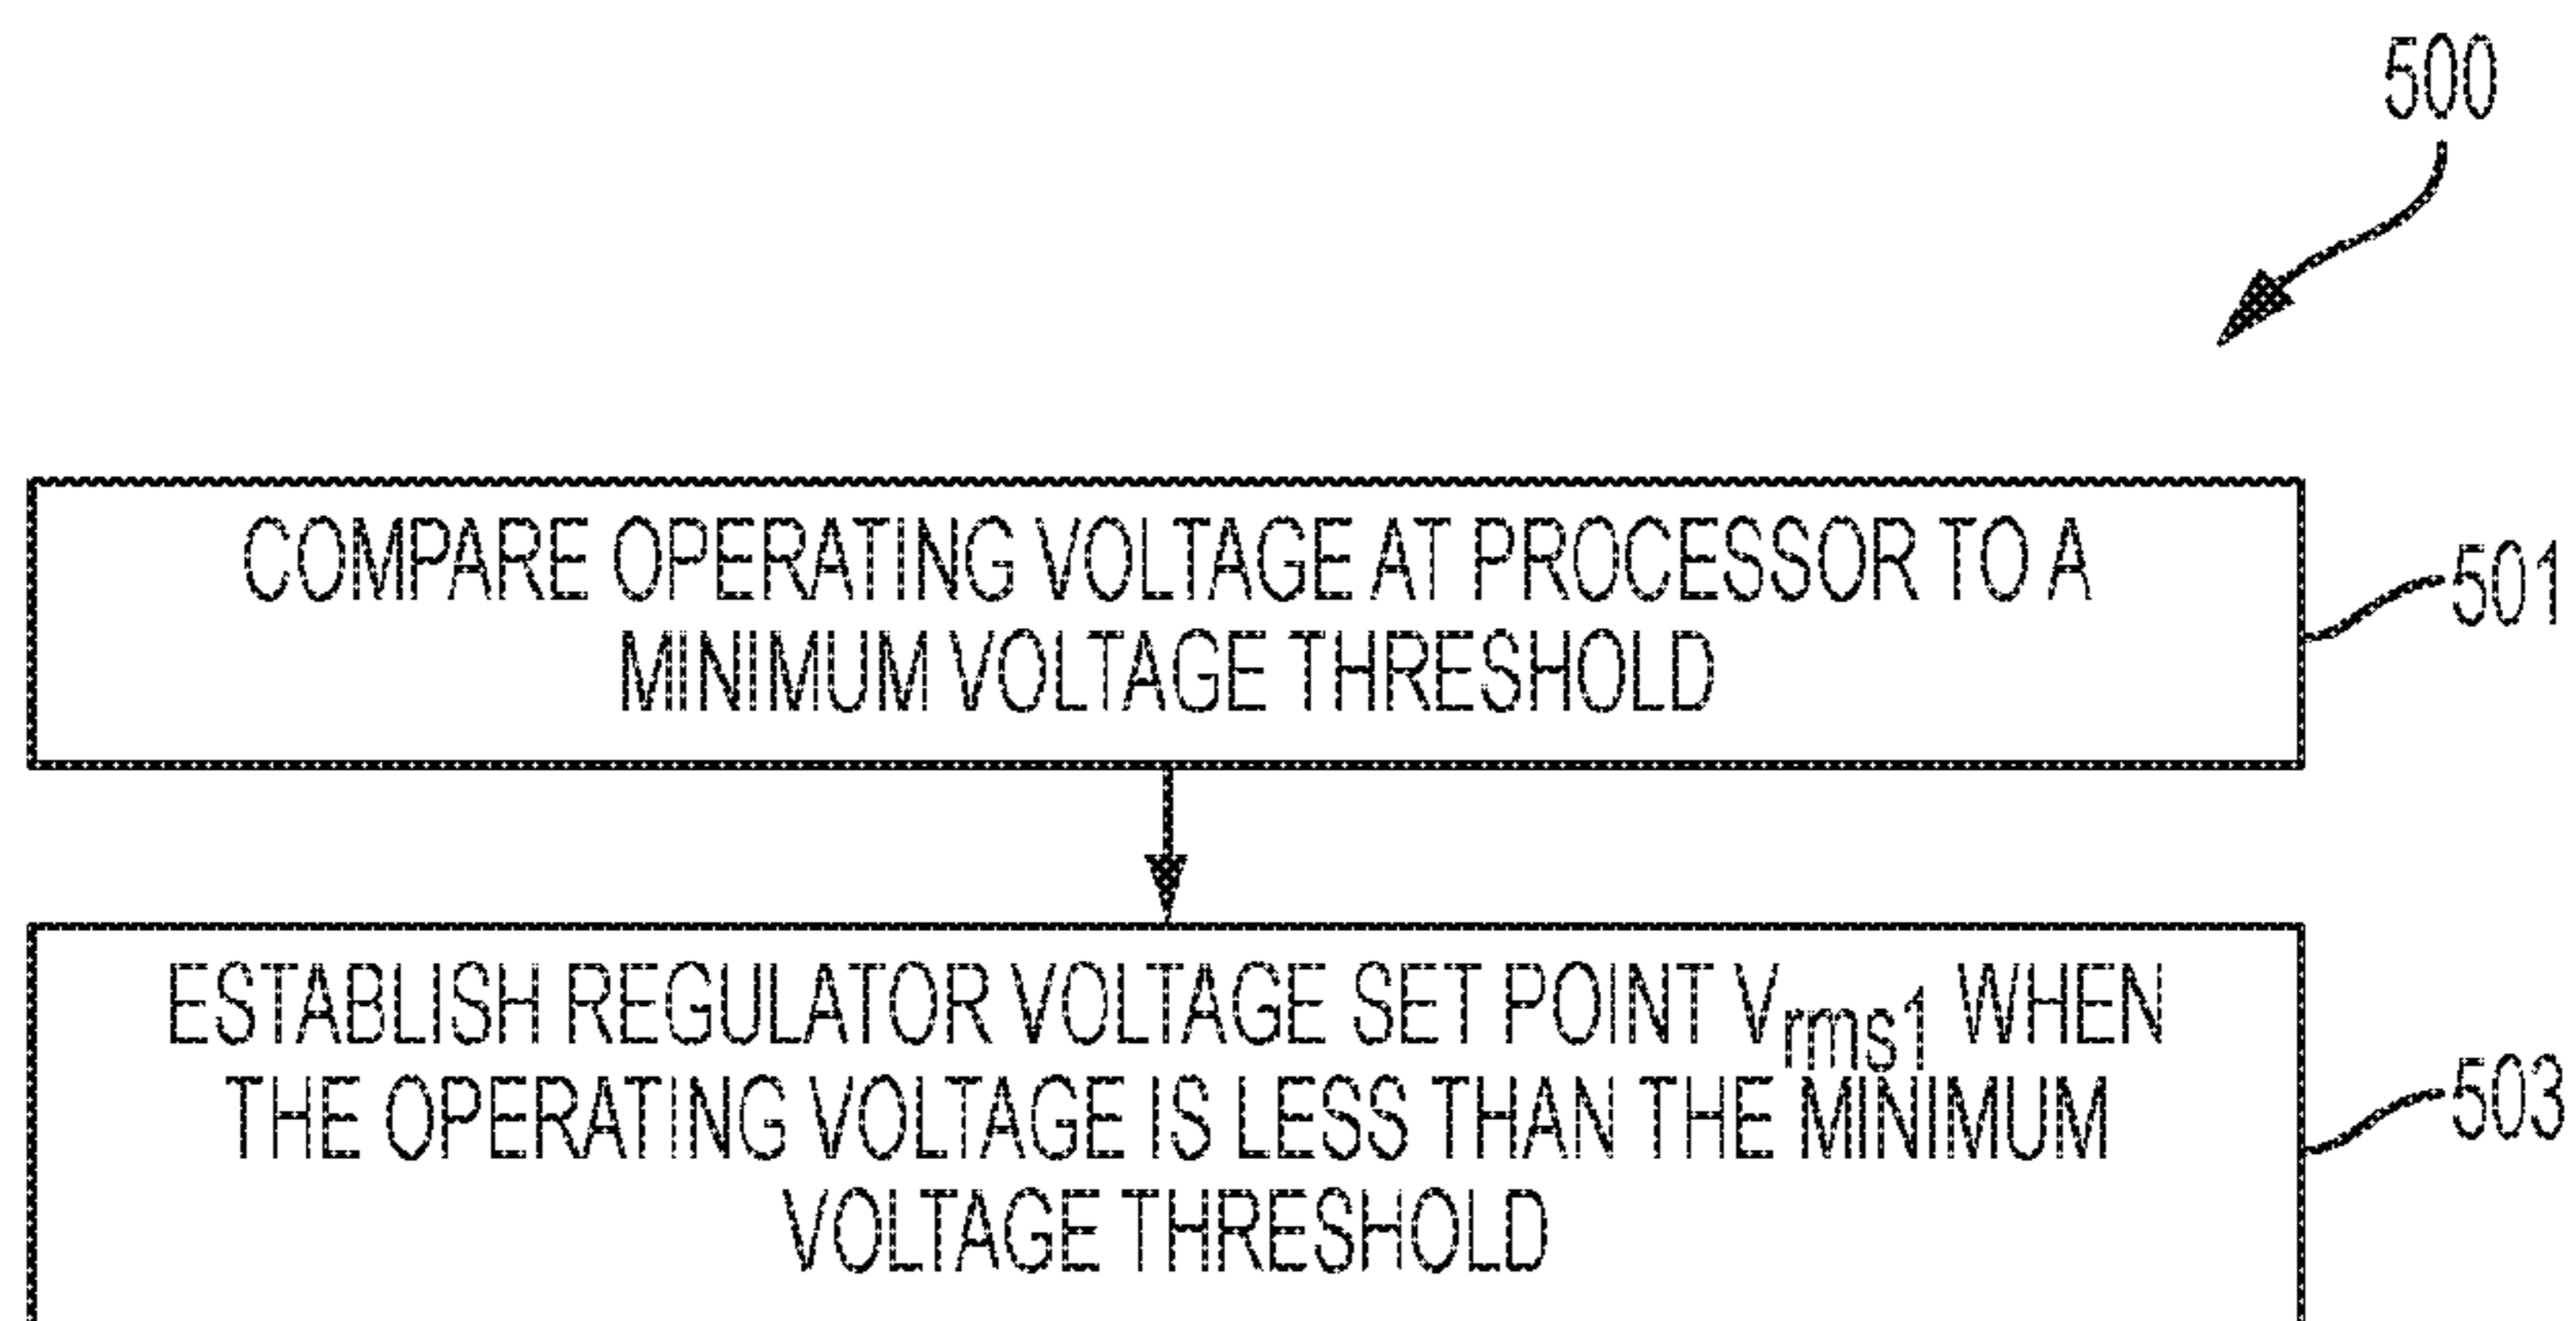 500
COMPARE OPERATING VOLTAGE AT PROCESSOR TO A
MINIMUM VOLTAGE THRESHOLD
501
ESTABLISH REGULATOR VOLTAGE SET POINT Vrms1 WHEN
THE OPERATING VOLTAGE IS LESS THAN THE MINIMUM
VOLTAGE THRESHOLD
503